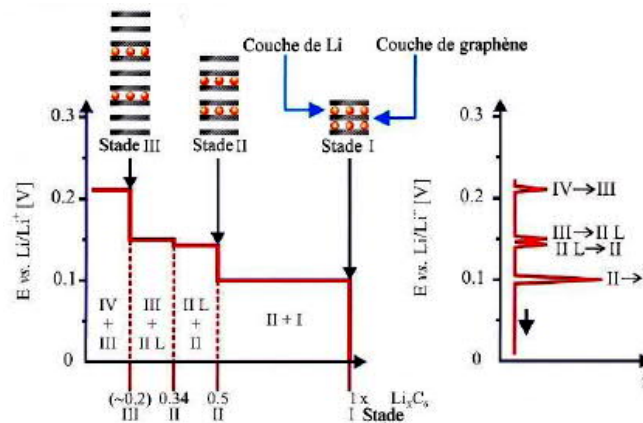 Couche de Li
Couche de graphène
Stade III
Stade II
Stade I
E vs. Li/Li+ [V]
0.3
0.2
0.1
0
IV
+
III
III
+
II L
II L
+
II
II + I
(~0.2)
0.34
0.5
1
x
LixC6
III
II
II
I
Stade
E vs. Li/Li+ [V]
0.3
0.2
0.1
0
IV→III
III→II L
II L→II
II→